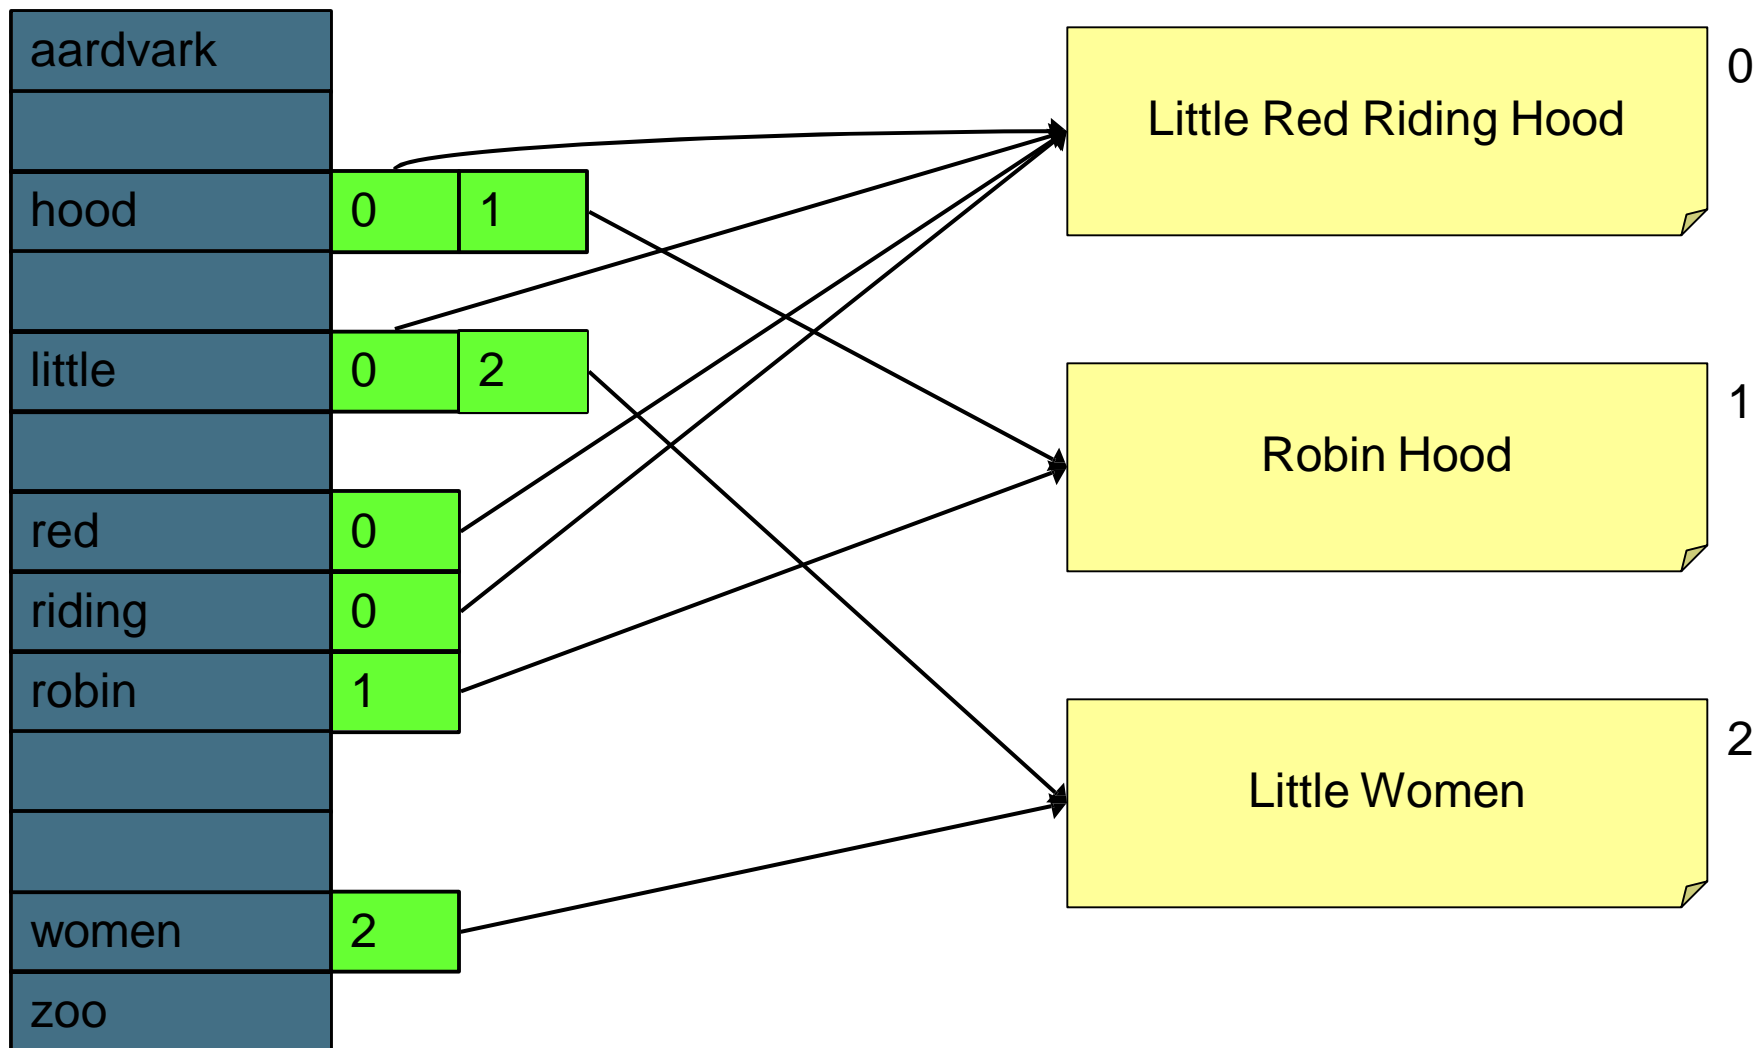 aardvark
hood 0 1
little 0 2
red 0
riding 0
robin 1
women 2
zoo
Little Red Riding Hood 0
Robin Hood 1
Little Women 2